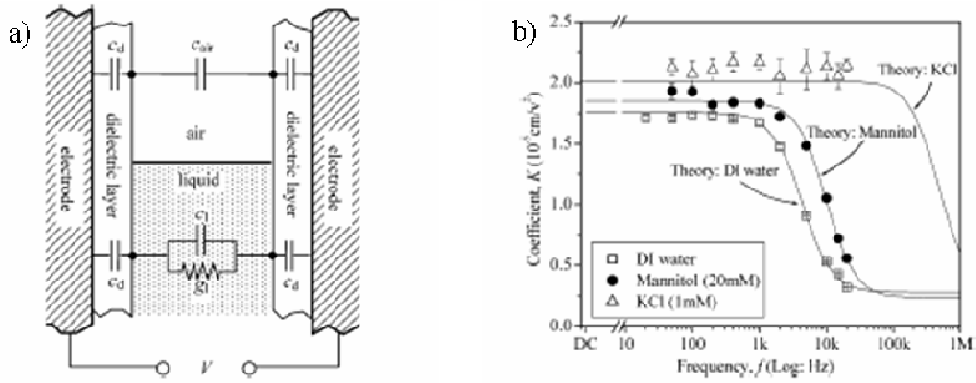 a)
c_d
c_air
c_d
electrode
dielectric layer
air
liquid
dielectric layer
electrode
c_l
g_l
c_d
c_d
V
b)
Coefficient, K (10⁻⁵cm/v²)
2.5
2.0
1.5
1.0
0.5
0.0
Theory: KCl
Theory: Mannitol
Theory: DI water
DI water
Mannitol (20mM)
KCl (1mM)
DC
10
100
1k
10k
100k
1M
Frequency, f (Log: Hz)